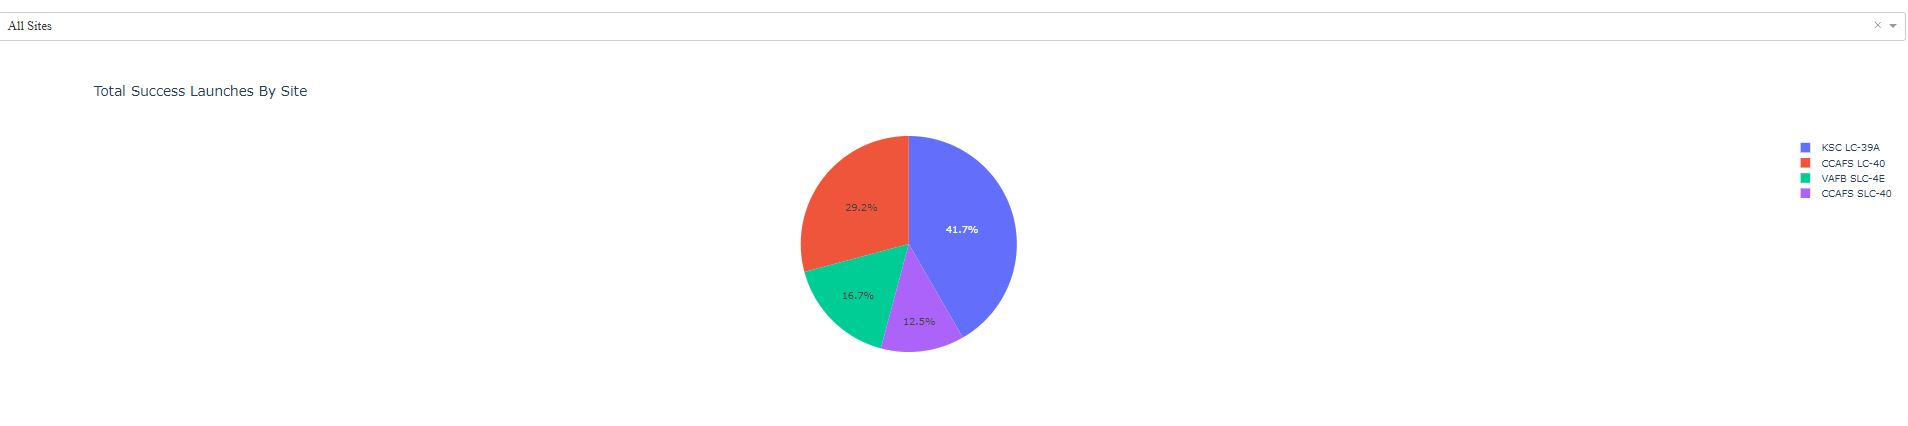 All Sites
Total Success Launches By Site
29.2%
41.7%
16.7%
12.5%
KSC LC-39A
CCAFS LC-40
VAFB SLC-4E
CCAFS SLC-40